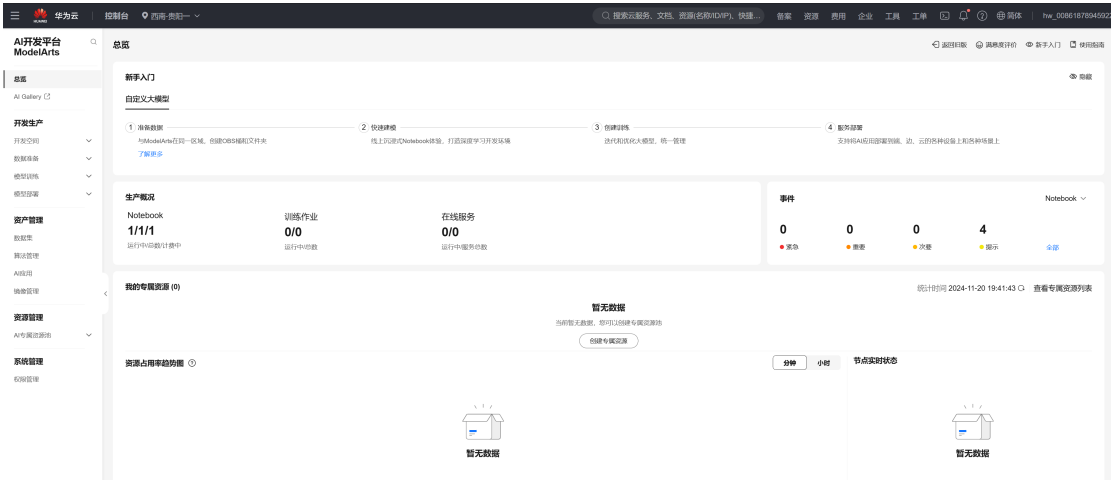 HUAWEI
华为云
控制台
西南-贵阳一
搜索云服务、文档、资源(名称/ID/IP)、快捷...
备案
资源
费用
企业
工具
工单
简体
hw_00861878945922
AI开发平台
ModelArts
总览
AI Gallery
开发生产
开发空间
数据准备
模型训练
模型部署
资产管理
数据集
算法管理
AI应用
镜像管理
资源管理
AI专属资源池
系统管理
权限管理
总览
返回旧版
满意度评价
新手入门
使用指南
新手入门
隐藏
自定义大模型
1 准备数据
与ModelArts在同一区域，创建OBS桶和文件夹
了解更多
2 快速建模
线上沉浸式Notebook体验，打造深度学习开发环境
3 创建训练
迭代和优化大模型，统一管理
4 服务部署
支持将AI应用部署到端、边、云的各种设备上和各种场景上
生产概况
Notebook
1/1/1
运行中/总数/计费中
训练作业
0/0
运行中/总数
在线服务
0/0
运行中/服务总数
事件
Notebook
0
紧急
0
重要
0
次要
4
提示
全部
我的专属资源 (0)
统计时间 2024-11-20 19:41:43
查看专属资源列表
暂无数据
当前暂无数据，您可以创建专属资源池
创建专属资源
资源占用率趋势图
分钟
小时
节点实时状态
暂无数据
暂无数据